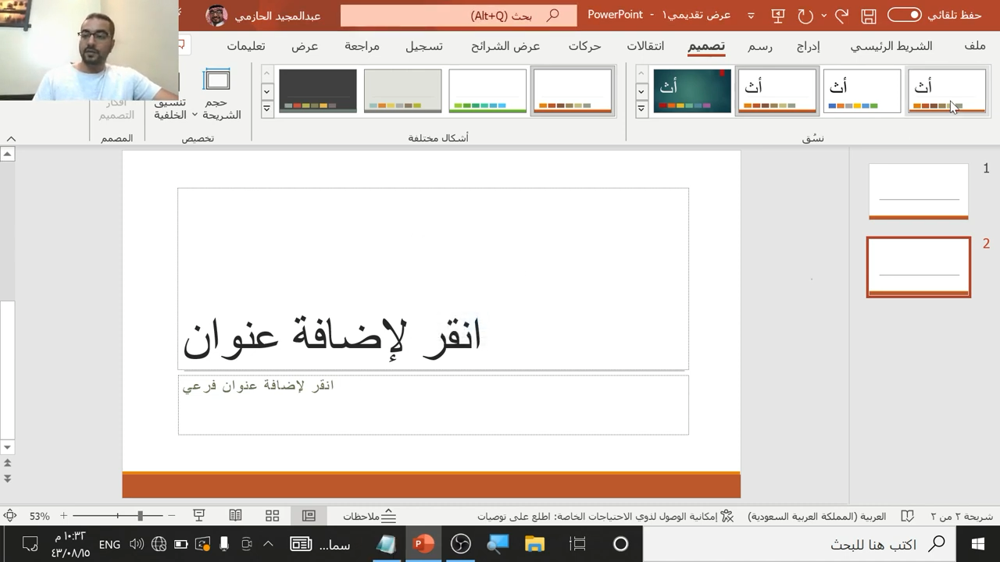 حفظ تلقائي
عرض تقديمي١ - PowerPoint
بحث (Alt+Q)
عبدالمجيد الحازمي
ملف
الشريط الرئيسي
إدراج
رسم
تصميم
انتقالات
حركات
عرض الشرائح
تسجيل
مراجعة
عرض
تعليمات
أث
أث
أث
أث
حجم
الشريحة
تنسيق
الخلفية
أفكار
التصميم
نسُق
أشكال مختلفة
تخصيص
المصمم
1
2
انقر لإضافة عنوان
انقر لإضافة عنوان فرعي
شريحة ٢ من ٢
العربية (المملكة العربية السعودية)
إمكانية الوصول لذوي الاحتياجات الخاصة: اطلع على توصيات
ملاحظات
53%
اكتب هنا للبحث
سما...
ENG
١٠:٣٢ م
٤٣/٠٨/١٥